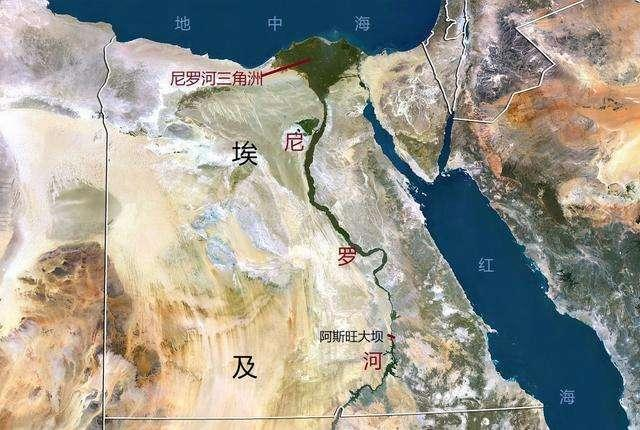 地中海
尼罗河三角洲
埃及
尼罗河
红海
阿斯旺大坝